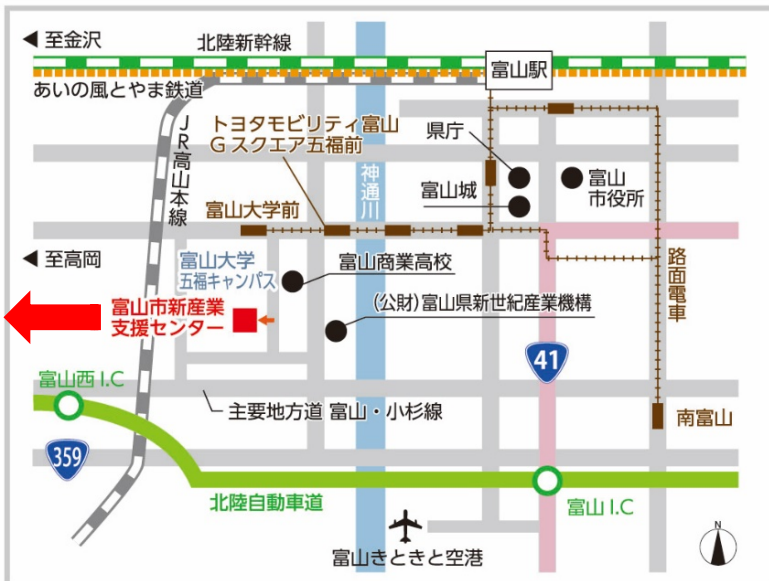 ◀ 至金沢
北陸新幹線
富山駅
あいの風とやま鉄道
JR高山本線
トヨタモビリティ富山
Gスクエア五福前
県庁
神通川
富山城
富山
市役所
富山大学前
◀ 至高岡
富山大学
五福キャンパス
富山商業高校
路面電車
富山市新産業
支援センター
(公財)富山県新世紀産業機構
41
富山西 I.C
主要地方道 富山・小杉線
南富山
359
北陸自動車道
富山 I.C
富山きときと空港
N